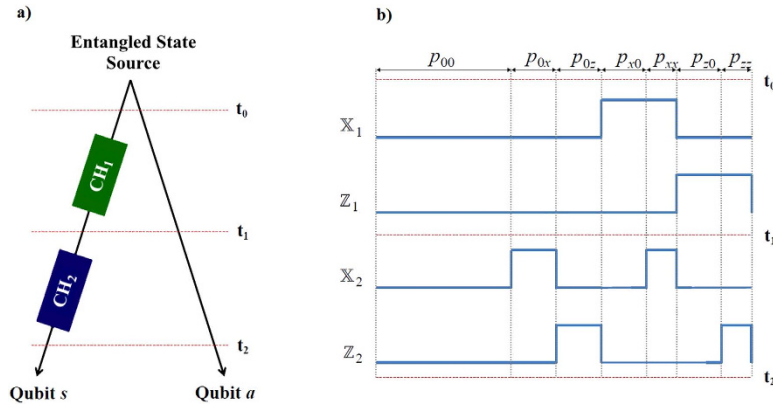 a)
Entangled State
Source
t₀
CH₁
t₁
CH₂
t₂
Qubit s
Qubit a
b)
p₀₀ p₀ₓ p₀z pₓ₀ pₓₓ pz₀ pzz
t₀
𝕏₁
ℤ₁
t₁
𝕏₂
ℤ₂
t₂